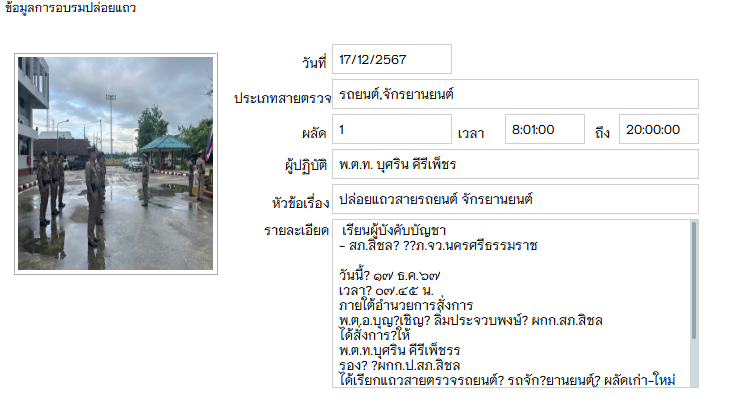 ข้อมูลการอบรมปล่อยแถว
วันที่ 17/12/2567
ประเภทสายตรวจ รถยนต์,จักรยานยนต์
ผลัด 1 เวลา 8:01:00 ถึง 20:00:00
ผู้ปฏิบัติ พ.ต.ท. บุศริน คีรีเพ็ชร
หัวข้อเรื่อง ปล่อยแถวสายรถยนต์ จักรยานยนต์
รายละเอียด เรียนผู้บังคับบัญชา
- สภ.สิชล? ??ภ.จว.นครศรีธรรมราช
วันนี้? ๑๗ ธ.ค.๖๗
เวลา? ๐๗.๔๕ น.
ภายใต้อำนวยการสั่งการ
พ.ต.อ.บุญ?เชิญ? ลิ่มประจวบพงษ์? ผกก.สภ.สิชล
ได้สั่งการ?ให้
พ.ต.ท.บุศริน คีรีเพ็ชรร
รอง? ?ผกก.ป.สภ.สิชล
ได้เรียกแถวสายตรวจรถยนต์? รถจัก?ยานยนต์? ผลัดเก่า-ใหม่